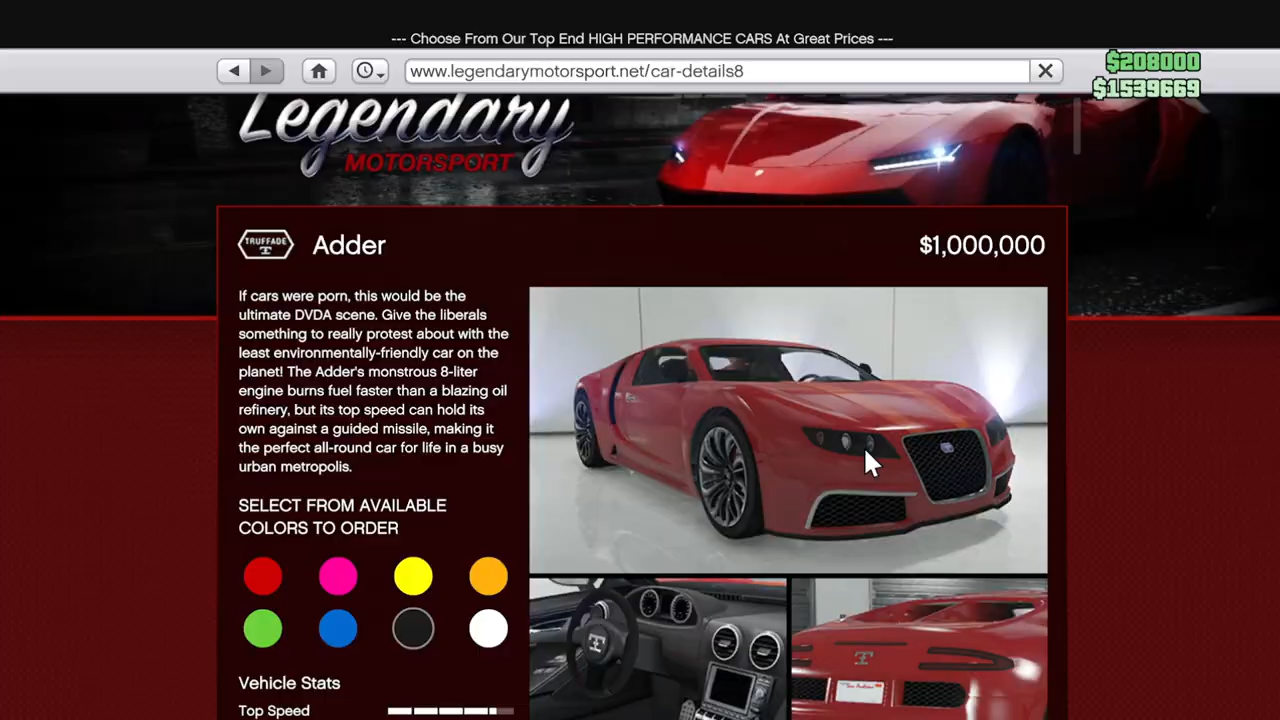 --- Choose From Our Top End HIGH PERFORMANCE CARS At Great Prices ---
www.legendarymotorsport.net/car-details8
$208000
$1539669
Legendary
MOTORSPORT
TRUFFADE
Adder
$1,000,000
If cars were porn, this would be the
ultimate DVDA scene. Give the liberals
something to really protest about with the
least environmentally-friendly car on the
planet! The Adder's monstrous 8-liter
engine burns fuel faster than a blazing oil
refinery, but its top speed can hold its
own against a guided missile, making it
the perfect all-round car for life in a busy
urban metropolis.
SELECT FROM AVAILABLE
COLORS TO ORDER
Vehicle Stats
Top Speed